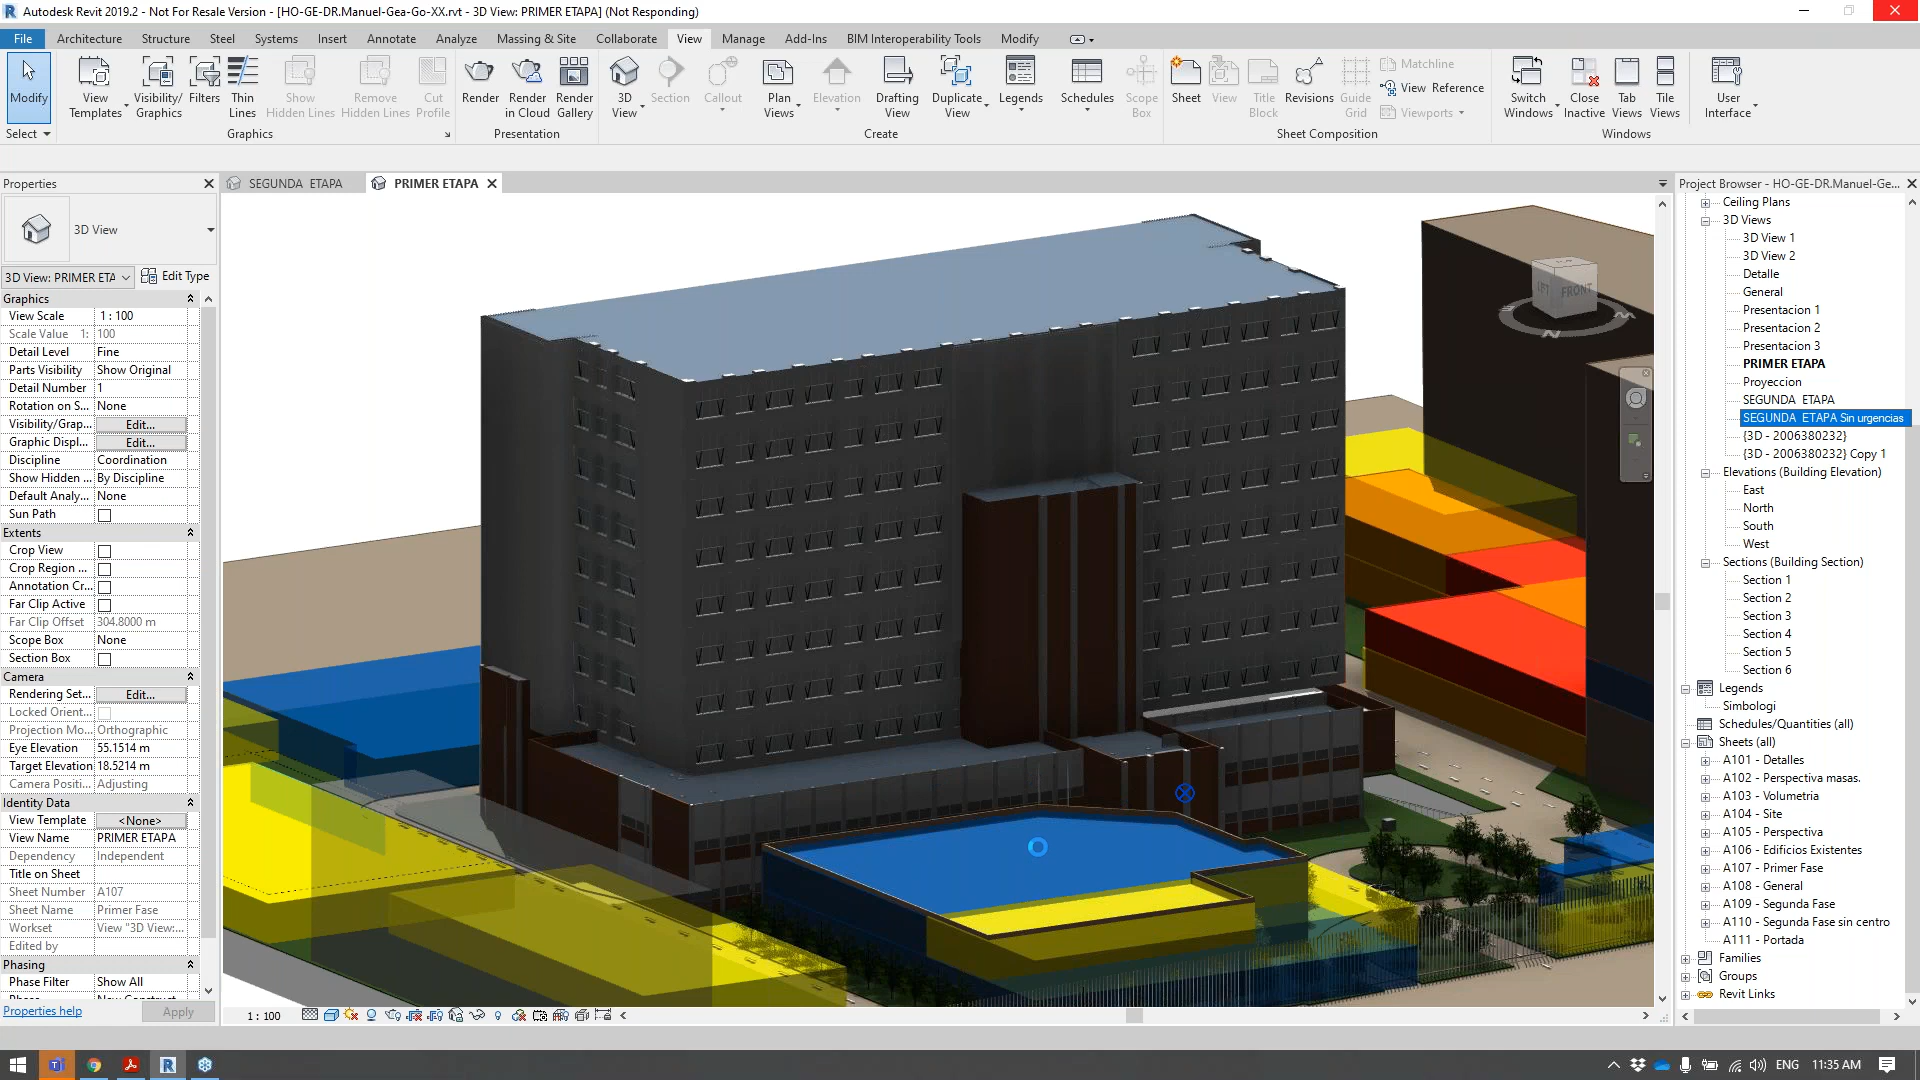 Autodesk Revit 2019.2 - Not For Resale Version - [HO-GE-DR.Manuel-Gea-Go-XX.rvt - 3D View: PRIMER ETAPA] (Not Responding)
File Architecture Structure Steel Systems Insert Annotate Analyze Massing & Site Collaborate View Manage Add-Ins BIM Interoperability Tools Modify
Modify
View Templates
Visibility/ Graphics
Filters
Thin Lines
Show Hidden Lines
Remove Hidden Lines
Cut Profile
Render
Render in Cloud
Render Gallery
3D View
Section
Callout
Plan Views
Elevation
Drafting View
Duplicate View
Legends
Schedules
Scope Box
Sheet
View
Title Block
Revisions
Guide Grid
Matchline
View Reference
Viewports
Switch Windows
Close Inactive
Tab Views
Tile Views
User Interface
Select Graphics Presentation Create Sheet Composition Windows
Properties
SEGUNDA ETAPA
PRIMER ETAPA
3D View
3D View: PRIMER ETA
Edit Type
Graphics
View Scale 1 : 100
Scale Value 1: 100
Detail Level Fine
Parts Visibility Show Original
Detail Number 1
Rotation on S... None
Visibility/Grap... Edit...
Graphic Displ... Edit...
Discipline Coordination
Show Hidden ... By Discipline
Default Analy... None
Sun Path
Extents
Crop View
Crop Region ...
Annotation Cr...
Far Clip Active
Far Clip Offset 304.8000 m
Scope Box None
Section Box
Camera
Rendering Set... Edit...
Locked Orient...
Projection Mo... Orthographic
Eye Elevation 55.1514 m
Target Elevation 18.5214 m
Camera Positi... Adjusting
Identity Data
View Template <None>
View Name PRIMER ETAPA
Dependency Independent
Title on Sheet
Sheet Number A107
Sheet Name Primer Fase
Workset View "3D View:...
Edited by
Phasing
Phase Filter Show All
Properties help
Apply
FRONT
1 : 100
Project Browser - HO-GE-DR.Manuel-Ge...
Ceiling Plans
3D Views
3D View 1
3D View 2
Detalle
General
Presentacion 1
Presentacion 2
Presentacion 3
PRIMER ETAPA
Proyeccion
SEGUNDA ETAPA
SEGUNDA ETAPA Sin urgencias
{3D - 2006380232}
{3D - 2006380232} Copy 1
Elevations (Building Elevation)
East
North
South
West
Sections (Building Section)
Section 1
Section 2
Section 3
Section 4
Section 5
Section 6
Legends
Simbologi
Schedules/Quantities (all)
Sheets (all)
A101 - Detalles
A102 - Perspectiva masas.
A103 - Volumetria
A104 - Site
A105 - Perspectiva
A106 - Edificios Existentes
A107 - Primer Fase
A108 - General
A109 - Segunda Fase
A110 - Segunda Fase sin centro
A111 - Portada
Families
Groups
Revit Links
ENG
11:35 AM